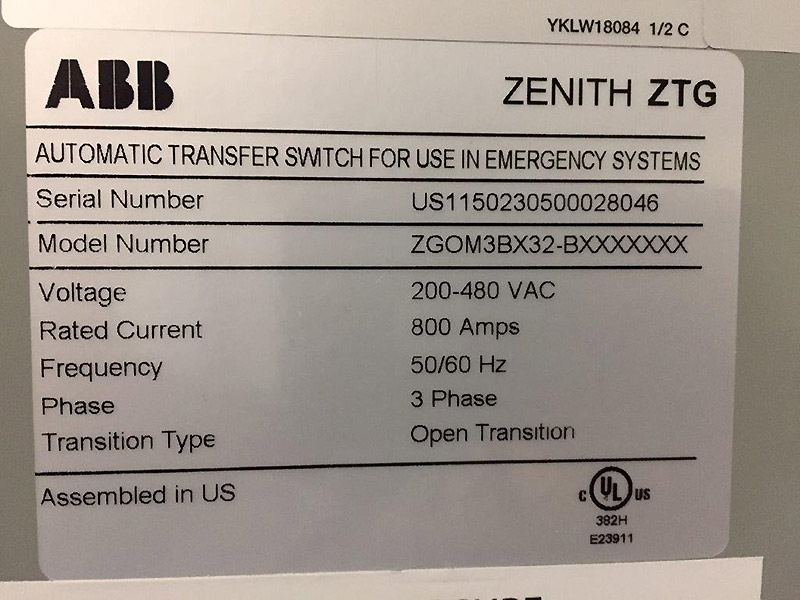 YKLW18084 1/2 C
ABB ZENITH ZTG
AUTOMATIC TRANSFER SWITCH FOR USE IN EMERGENCY SYSTEMS
Serial Number US1150230500028046
Model Number ZGOM3BX32-BXXXXXXX
Voltage 200-480 VAC
Rated Current 800 Amps
Frequency 50/60 Hz
Phase 3 Phase
Transition Type Open Transition
Assembled in US
C UL US
382H
E23911